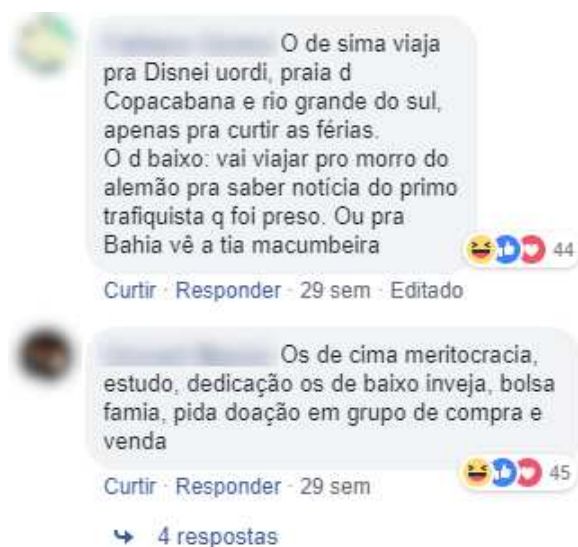 O de sima viaja
pra Disnei uordi, praia d
Copacabana e rio grande do sul,
apenas pra curtir as férias.
O d baixo: vai viajar pro morro do
alemão pra saber notícia do primo
trafiquista q foi preso. Ou pra
Bahia vê a tia macumbeira
44
Curtir · Responder · 29 sem · Editado
Os de cima meritocracia,
estudo, dedicação os de baixo inveja, bolsa
famia, pida doação em grupo de compra e
venda
45
Curtir · Responder · 29 sem
4 respostas